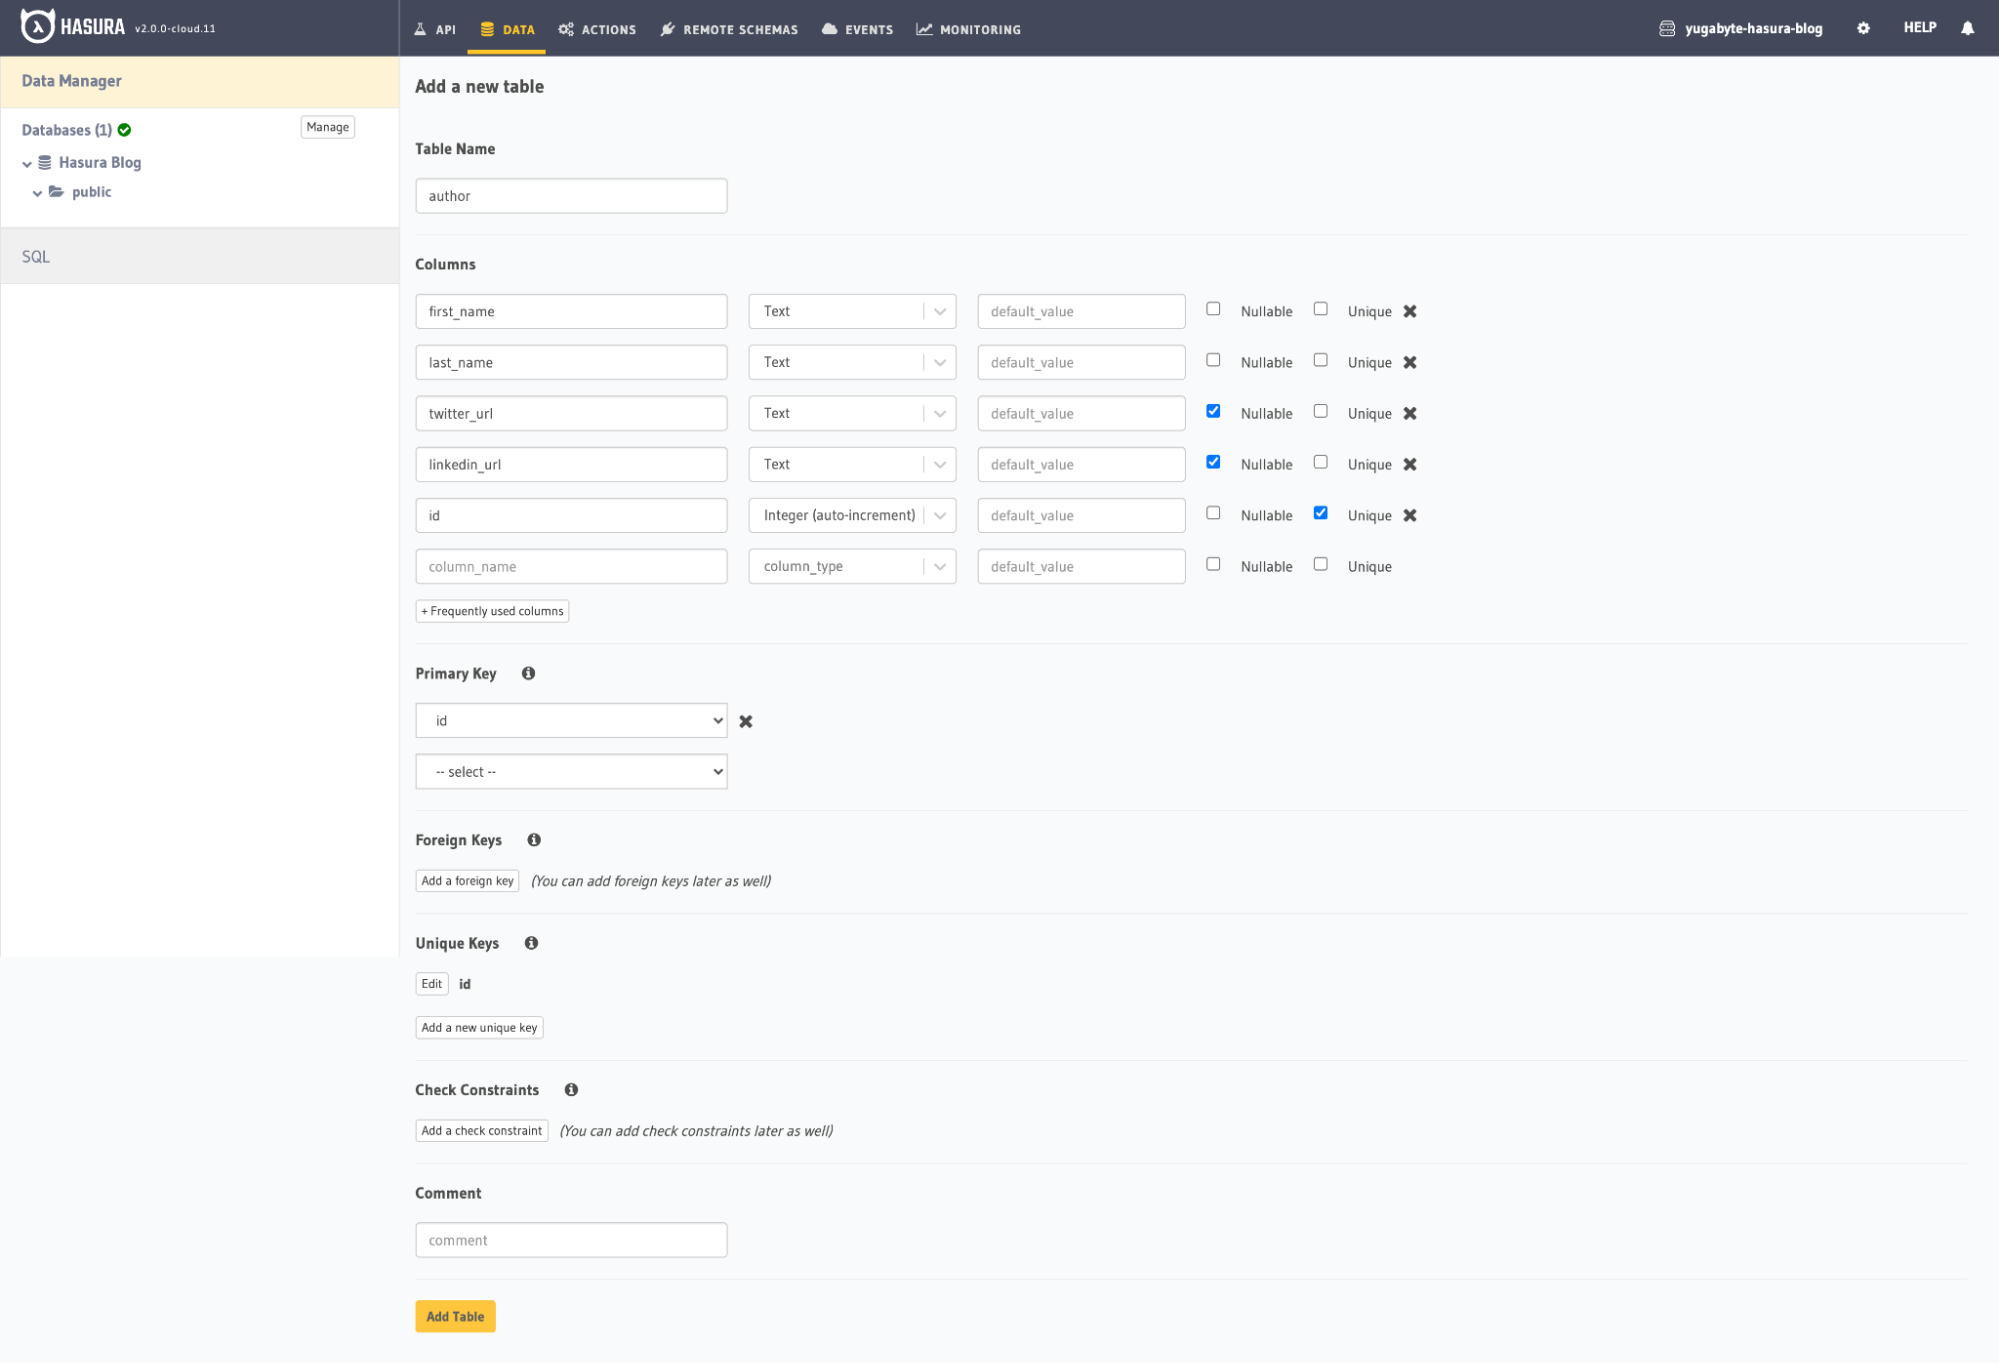 HASURA v2.0.0-cloud.11 API DATA ACTIONS REMOTE SCHEMAS EVENTS MONITORING yugabyte-hasura-blog HELP
Data Manager
Databases (1) Manage
Hasura Blog
public
SQL
Add a new table
Table Name
author
Columns
first_name Text default_value Nullable Unique
last_name Text default_value Nullable Unique
twitter_url Text default_value Nullable Unique
linkedin_url Text default_value Nullable Unique
id Integer (auto-increment) default_value Nullable Unique
column_name column_type default_value Nullable Unique
+ Frequently used columns
Primary Key
id
-- select --
Foreign Keys
Add a foreign key (You can add foreign keys later as well)
Unique Keys
Edit id
Add a new unique key
Check Constraints
Add a check constraint (You can add check constraints later as well)
Comment
comment
Add Table